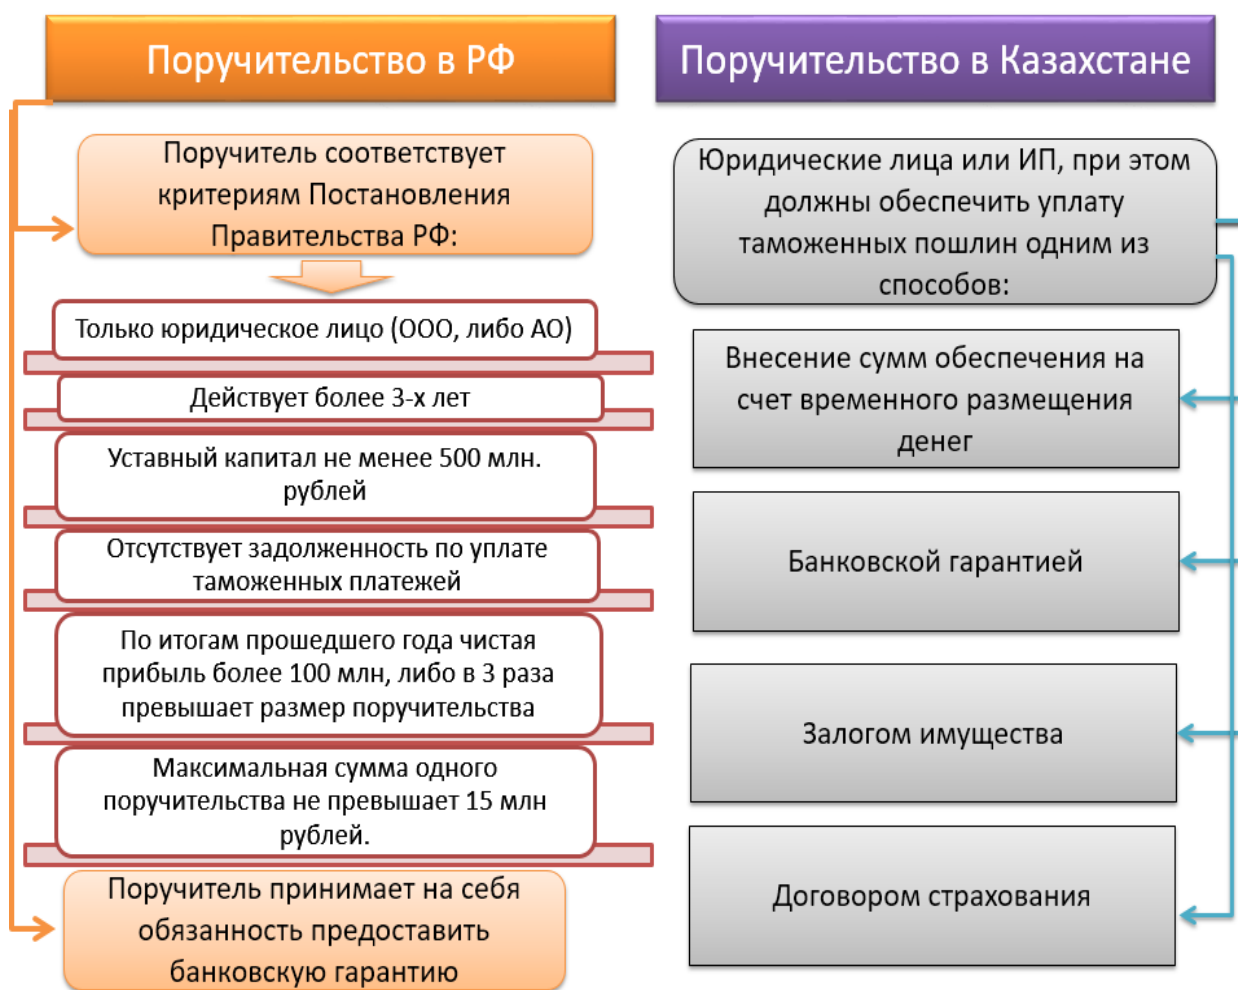 Поручительство в РФ
Поручитель соответствует
критериям Постановления
Правительства РФ:
Только юридическое лицо (ООО, либо АО)
Действует более 3-х лет
Уставный капитал не менее 500 млн.
рублей
Отсутствует задолженность по уплате
таможенных платежей
По итогам прошедшего года чистая
прибыль более 100 млн, либо в 3 раза
превышает размер поручительства
Максимальная сумма одного
поручительства не превышает 15 млн
рублей.
Поручитель принимает на себя
обязанность предоставить
банковскую гарантию
Поручительство в Казахстане
Юридические лица или ИП, при этом
должны обеспечить уплату
таможенных пошлин одним из
способов:
Внесение сумм обеспечения на
счет временного размещения
денег
Банковской гарантией
Залогом имущества
Договором страхования